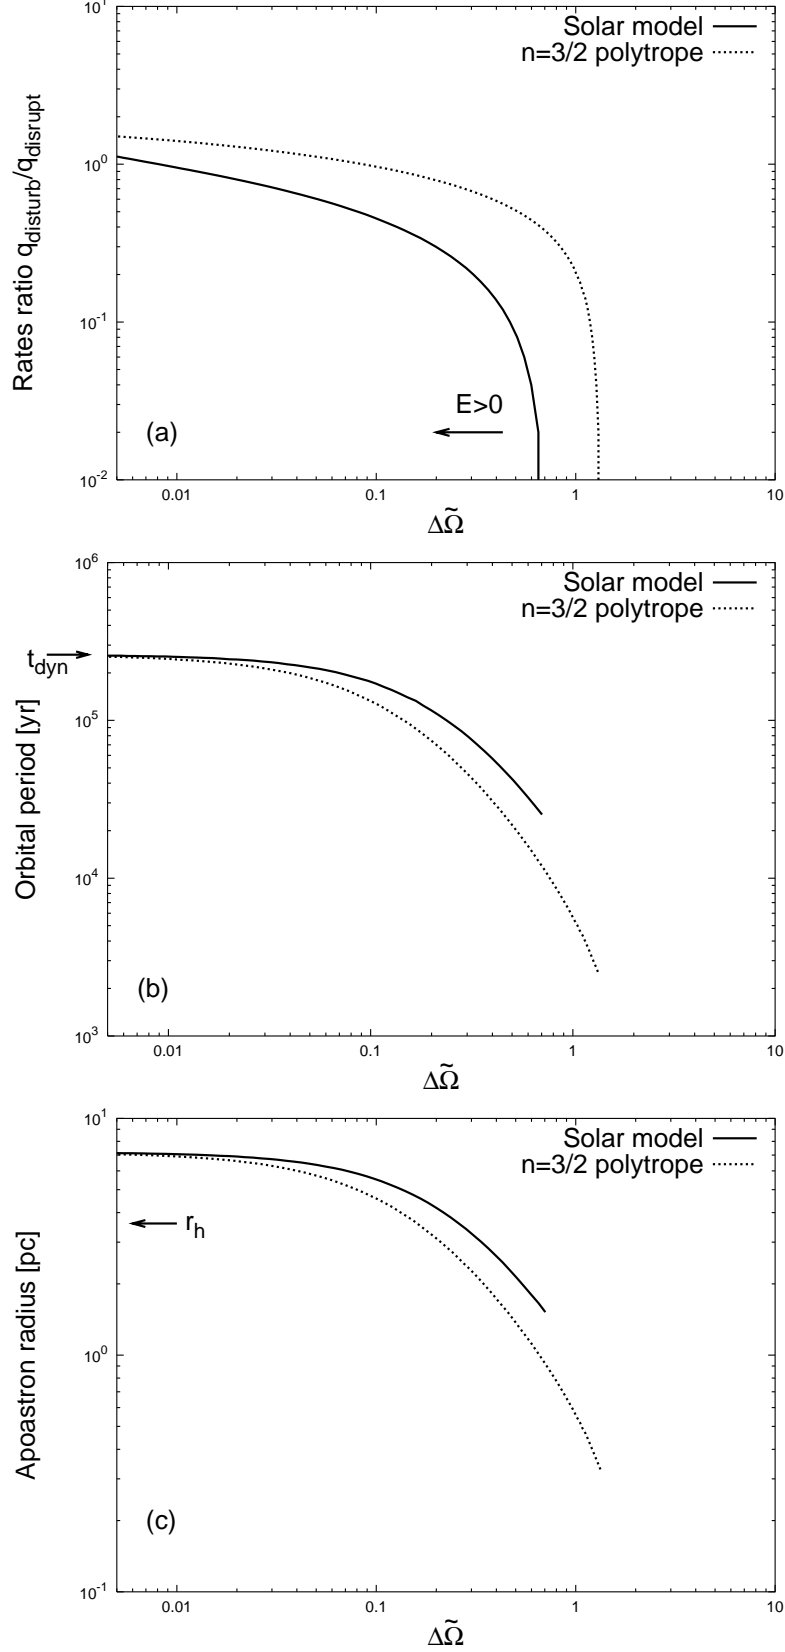 10^1
Solar model
n=3/2 polytrope
10^0
Rates ratio q_disturb/q_disrupt
10^-1
E>0
(a)
10^-2
0.01 0.1 1 10
ΔΩ̃
10^6
Solar model
n=3/2 polytrope
t_dyn
10^5
Orbital period [yr]
10^4
(b)
10^3
0.01 0.1 1 10
ΔΩ̃
10^1
Solar model
n=3/2 polytrope
r_h
Apoastron radius [pc]
10^0
(c)
10^-1
0.01 0.1 1 10
ΔΩ̃